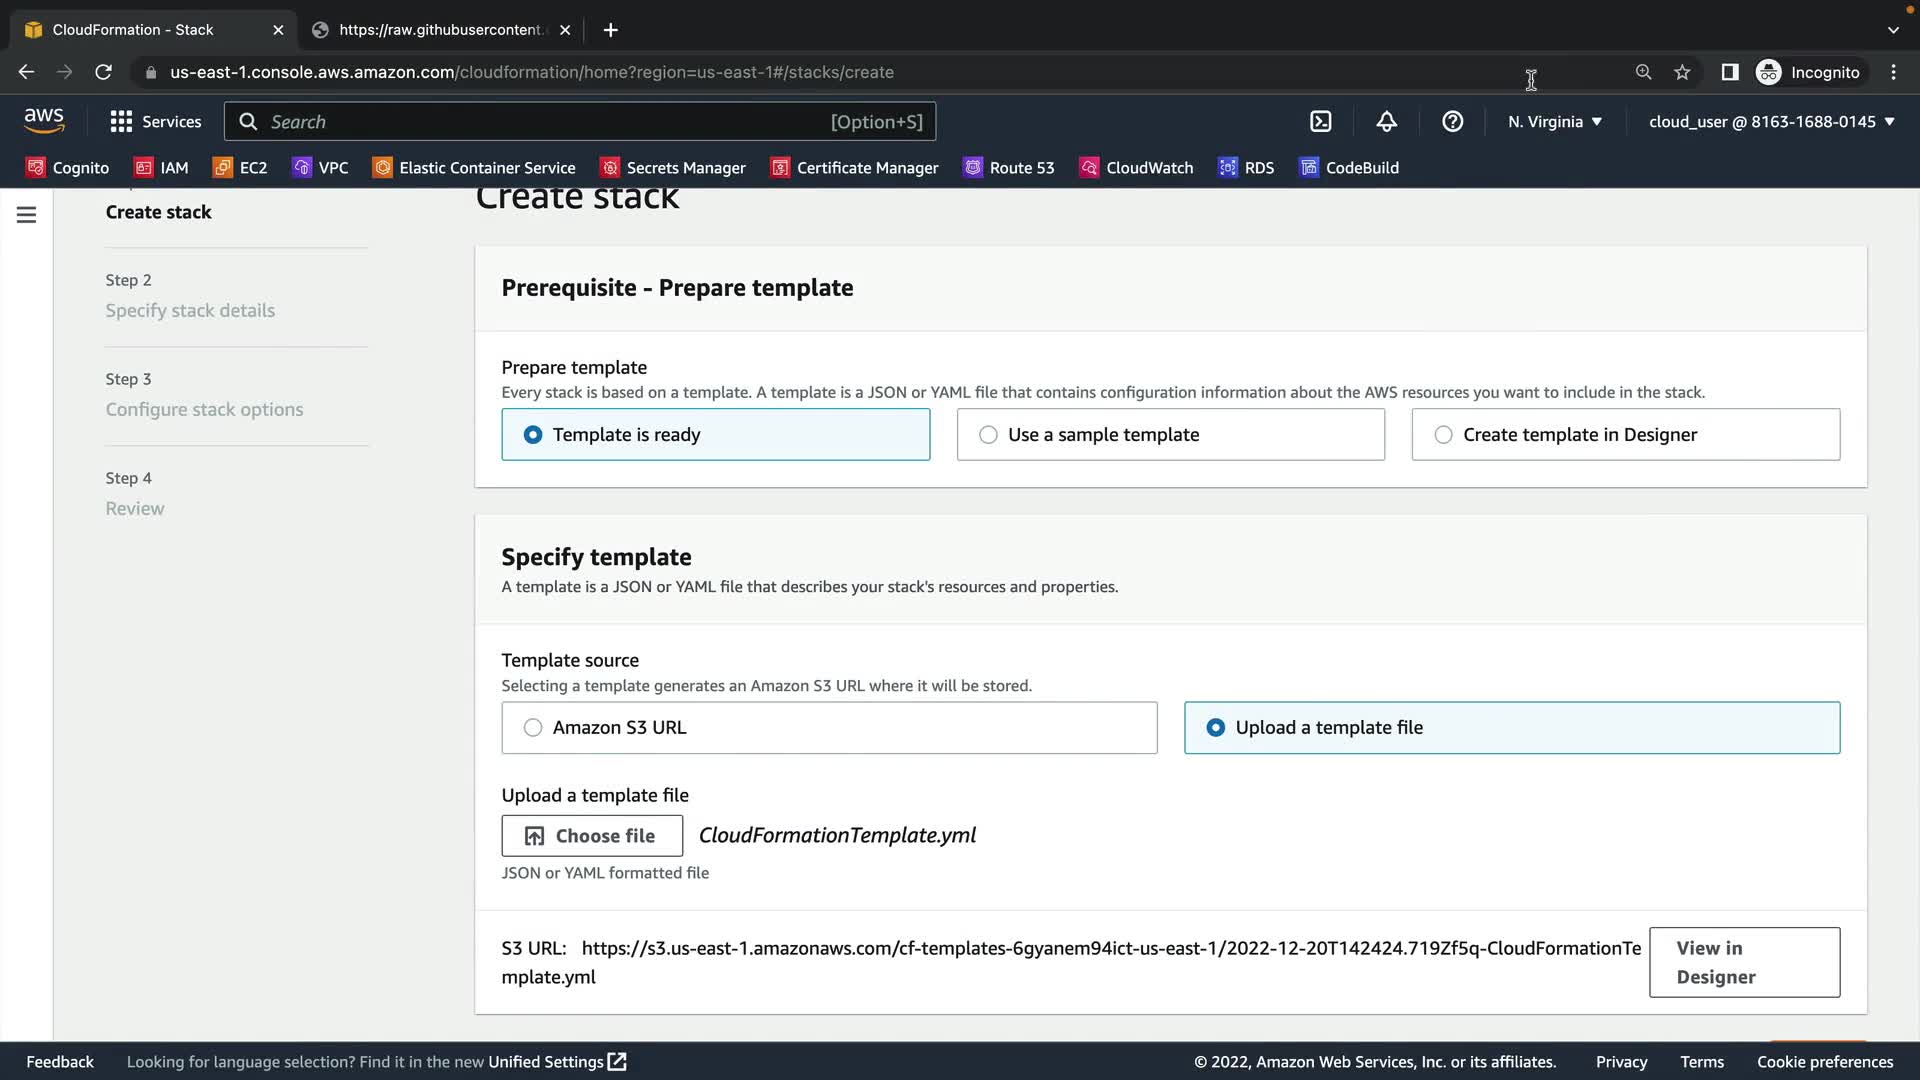 CloudFormation - Stack
https://raw.githubusercontent.
us-east-1.console.aws.amazon.com/cloudformation/home?region=us-east-1#/stacks/create
Incognito
aws
Services
Search
[Option+S]
N. Virginia
cloud_user @ 8163-1688-0145
Cognito
IAM
EC2
VPC
Elastic Container Service
Secrets Manager
Certificate Manager
Route 53
CloudWatch
RDS
CodeBuild
Create stack
Step 2
Specify stack details
Step 3
Configure stack options
Step 4
Review
Create stack
Prerequisite - Prepare template
Prepare template
Every stack is based on a template. A template is a JSON or YAML file that contains configuration information about the AWS resources you want to include in the stack.
Template is ready
Use a sample template
Create template in Designer
Specify template
A template is a JSON or YAML file that describes your stack's resources and properties.
Template source
Selecting a template generates an Amazon S3 URL where it will be stored.
Amazon S3 URL
Upload a template file
Upload a template file
Choose file
CloudFormationTemplate.yml
JSON or YAML formatted file
S3 URL: https://s3.us-east-1.amazonaws.com/cf-templates-6gyanem94ict-us-east-1/2022-12-20T142424.719Zf5q-CloudFormationTe
mplate.yml
View in
Designer
Feedback
Looking for language selection? Find it in the new Unified Settings
© 2022, Amazon Web Services, Inc. or its affiliates.
Privacy
Terms
Cookie preferences